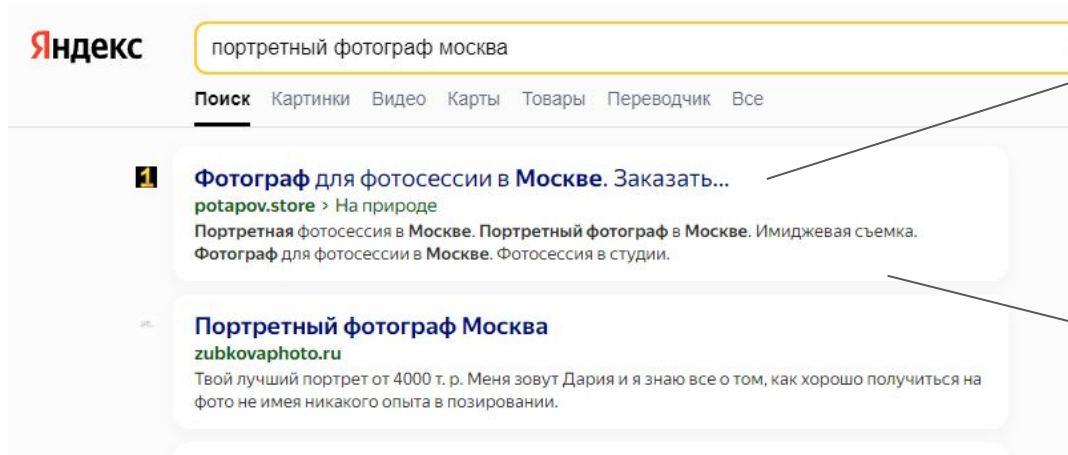 Яндекс
портретный фотограф москва
Поиск Картинки Видео Карты Товары Переводчик Все
1
Фотограф для фотосессии в Москве. Заказать...
potapov.store › На природе
Портретная фотосессия в Москве. Портретный фотограф в Москве. Имиджевая съемка.
Фотограф для фотосессии в Москве. Фотосессия в студии.
Портретный фотограф Москва
zubkovaphoto.ru
Твой лучший портрет от 4000 т. р. Меня зовут Дария и я знаю все о том, как хорошо получиться на
фото не имея никакого опыта в позировании.